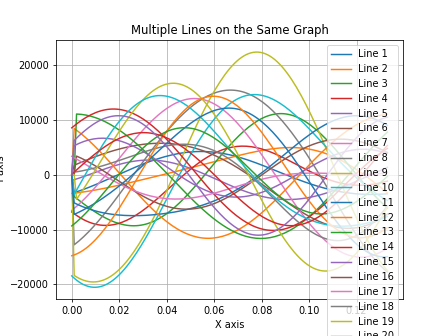 Multiple Lines on the Same Graph
20000
10000
0
−10000
−20000
0.00 0.02 0.04 0.06 0.08 0.10
X axis
Line 1
Line 2
Line 3
Line 4
Line 6
Line 7
Line 8
Line 9
Line 10
Line 11
Line 12
Line 13
Line 14
Line 15
Line 16
Line 17
Line 18
Line 19
Line 20